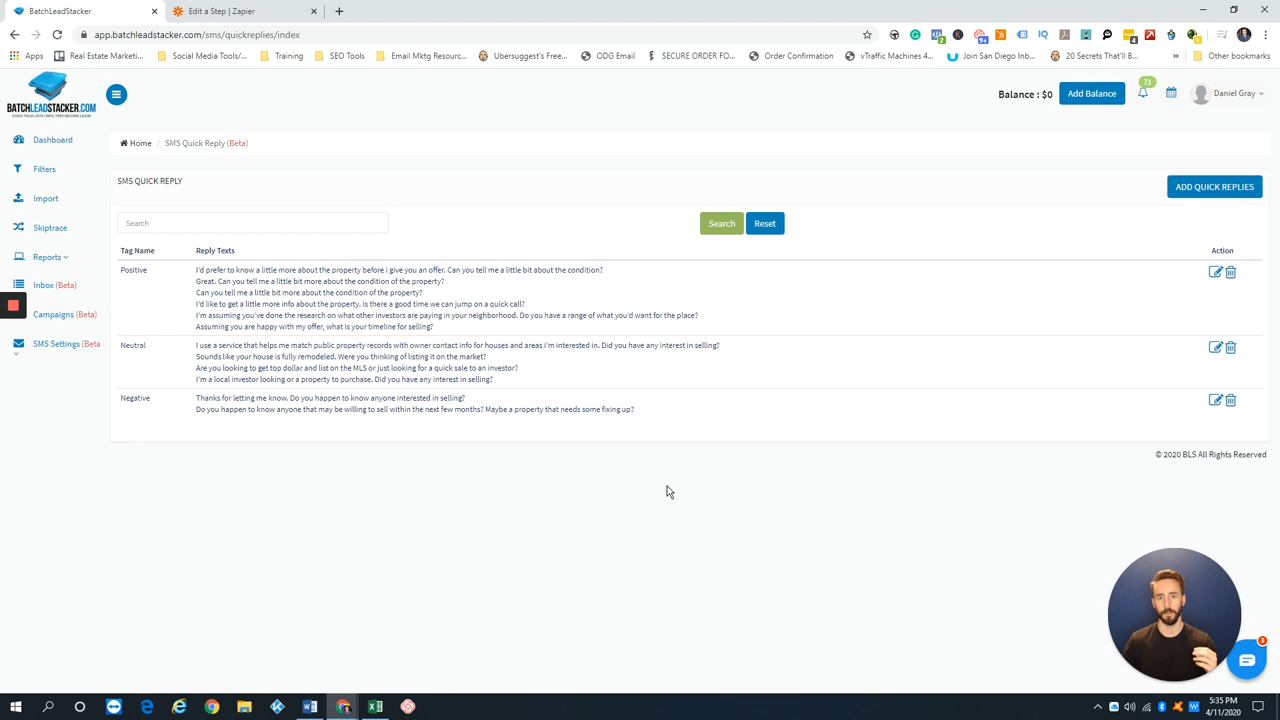 BatchLeadStacker
Edit a Step | Zapier
app.batchleadstacker.com/sms/quickreplies/index
Apps
Real Estate Marketi...
Social Media Tools/...
Training
SEO Tools
Email Mktg Resourc...
Ubersuggest's Free...
ODG Email
SECURE ORDER FO...
Order Confirmation
vTraffic Machines 4...
Join San Diego Inb...
20 Secrets That'll B...
»
Other bookmarks
BATCHLEADSTACKER.COM
Balance : $0
Add Balance
71
Daniel Gray
Dashboard
Filters
Import
Skiptrace
Reports
Inbox (Beta)
Campaigns (Beta)
SMS Settings (Beta
Home / SMS Quick Reply (Beta)
SMS QUICK REPLY
ADD QUICK REPLIES
Search
Search
Reset
Tag Name
Reply Texts
Action
Positive
I'd prefer to know a little more about the property before i give you an offer. Can you tell me a little bit about the condition?
Great. Can you tell me a little bit more about the condition of the property?
Can you tell me a little bit more about the condition of the property?
I'd like to get a little more info about the property. Is there a good time we can jump on a quick call?
I'm assuming you've done the research on what other investors are paying in your neighborhood. Do you have a range of what you'd want for the place?
Assuming you are happy with my offer, what is your timeline for selling?
Neutral
I use a service that helps me match public property records with owner contact info for houses and areas i'm interested in. Did you have any interest in selling?
Sounds like your house is fully remodeled. Were you thinking of listing it on the market?
Are you looking to get top dollar and list on the MLS or just looking for a quick sale to an investor?
I'm a local investor looking or a property to purchase. Did you have any interest in selling?
Negative
Thanks for letting me know. Do you happen to know anyone interested in selling?
Do you happen to know anyone that may be willing to sell within the next few months? Maybe a property that needs some fixing up?
© 2020 BLS All Rights Reserved
3
5:35 PM
4/11/2020